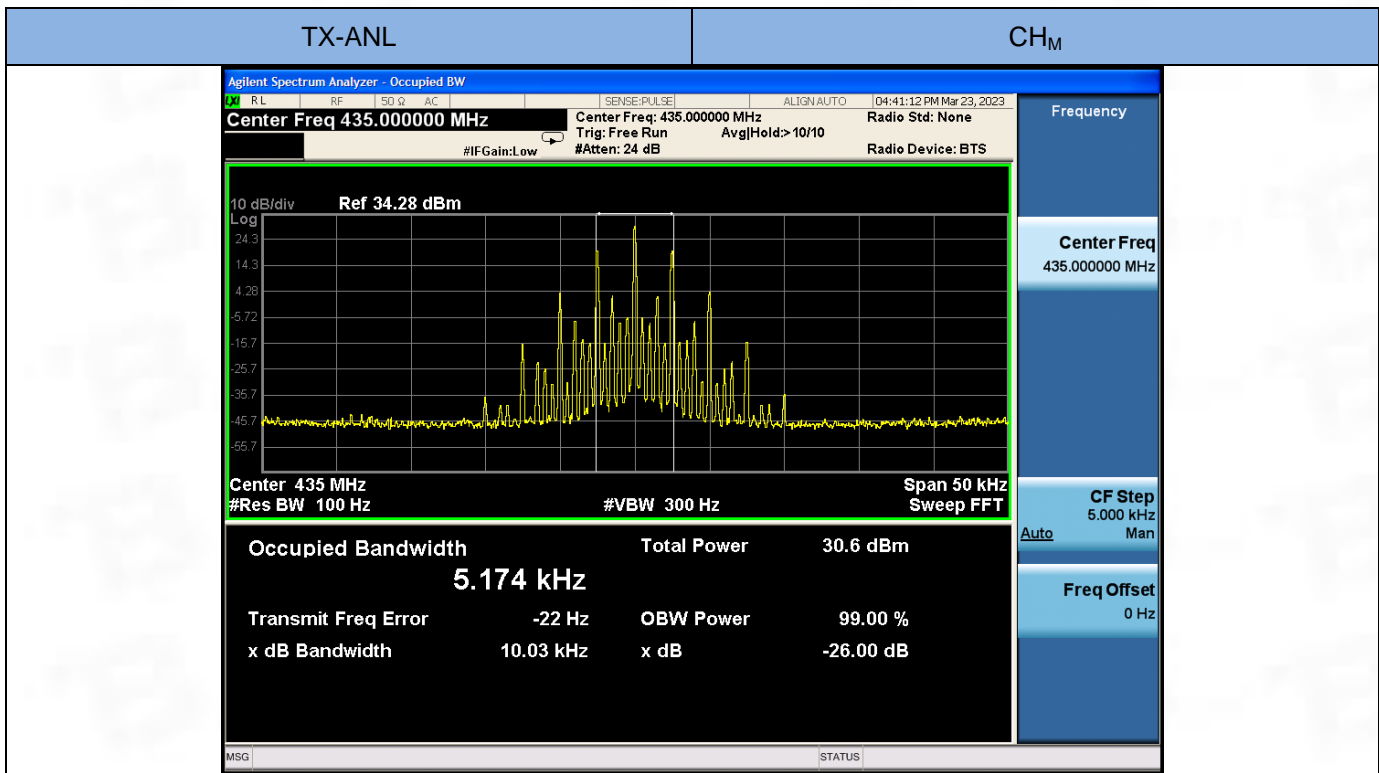 TX-ANL CHM
Agilent Spectrum Analyzer - Occupied BW
LXI RL RF 50 Ω AC SENSE:PULSE ALIGN AUTO 04:41:12 PM Mar 23, 2023
Center Freq 435.000000 MHz Center Freq: 435.000000 MHz Radio Std: None
Trig: Free Run Avg|Hold:> 10/10
#IFGain:Low #Atten: 24 dB Radio Device: BTS
10 dB/div Ref 34.28 dBm
Log
24.3
14.3
4.28
-5.72
-15.7
-25.7
-35.7
-45.7
-55.7
Center 435 MHz Span 50 kHz
#Res BW 100 Hz #VBW 300 Hz Sweep FFT
Occupied Bandwidth Total Power 30.6 dBm
5.174 kHz
Transmit Freq Error -22 Hz OBW Power 99.00 %
x dB Bandwidth 10.03 kHz x dB -26.00 dB
MSG STATUS
Frequency
Center Freq
435.000000 MHz
CF Step
5.000 kHz
Auto Man
Freq Offset
0 Hz